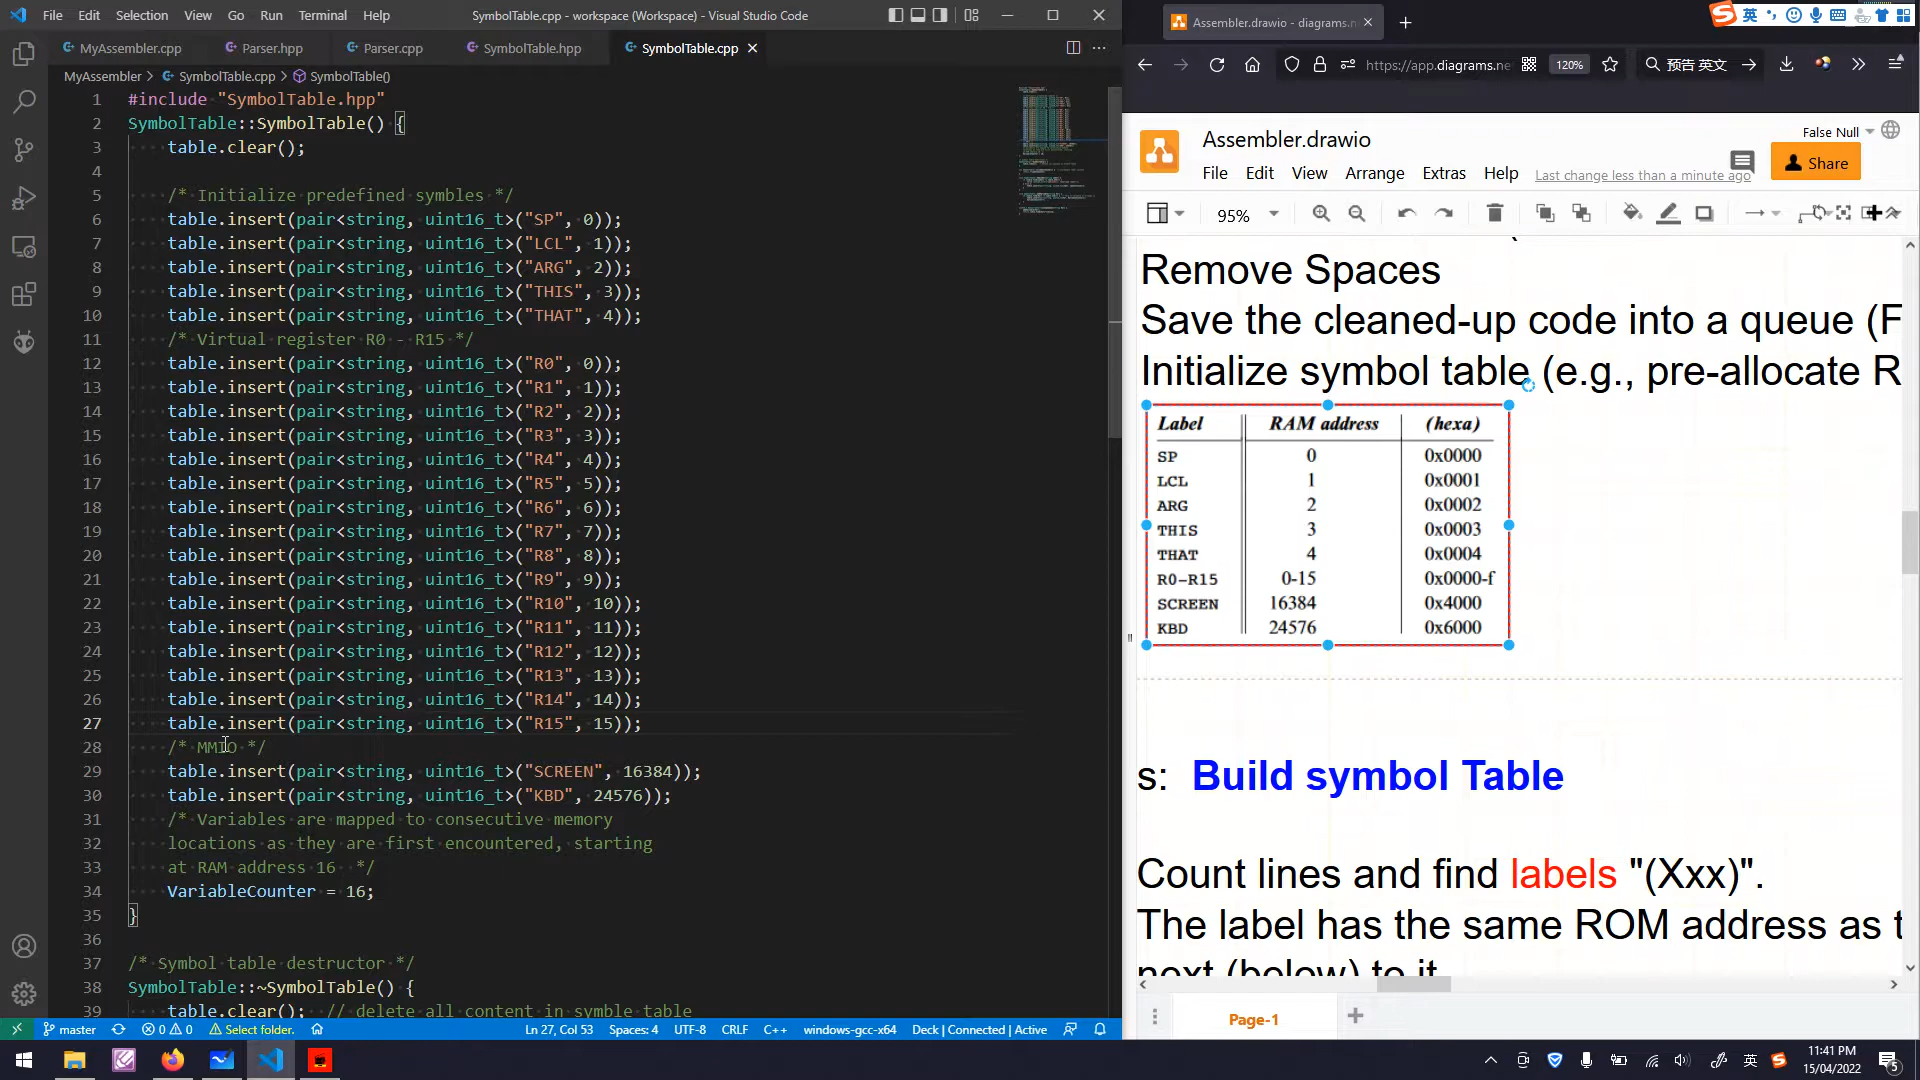 File Edit Selection View Go Run Terminal Help
SymbolTable.cpp - workspace (Workspace) - Visual Studio Code
MyAssembler.cpp Parser.hpp Parser.cpp SymbolTable.hpp SymbolTable.cpp
MyAssembler > SymbolTable.cpp > SymbolTable()
1 #include "SymbolTable.hpp"
2 SymbolTable::SymbolTable() {
3 table.clear();
4
5 /* Initialize predefined symbles */
6 table.insert(pair<string, uint16_t>("SP", 0));
7 table.insert(pair<string, uint16_t>("LCL", 1));
8 table.insert(pair<string, uint16_t>("ARG", 2));
9 table.insert(pair<string, uint16_t>("THIS", 3));
10 table.insert(pair<string, uint16_t>("THAT", 4));
11 /* Virtual register R0 - R15 */
12 table.insert(pair<string, uint16_t>("R0", 0));
13 table.insert(pair<string, uint16_t>("R1", 1));
14 table.insert(pair<string, uint16_t>("R2", 2));
15 table.insert(pair<string, uint16_t>("R3", 3));
16 table.insert(pair<string, uint16_t>("R4", 4));
17 table.insert(pair<string, uint16_t>("R5", 5));
18 table.insert(pair<string, uint16_t>("R6", 6));
19 table.insert(pair<string, uint16_t>("R7", 7));
20 table.insert(pair<string, uint16_t>("R8", 8));
21 table.insert(pair<string, uint16_t>("R9", 9));
22 table.insert(pair<string, uint16_t>("R10", 10));
23 table.insert(pair<string, uint16_t>("R11", 11));
24 table.insert(pair<string, uint16_t>("R12", 12));
25 table.insert(pair<string, uint16_t>("R13", 13));
26 table.insert(pair<string, uint16_t>("R14", 14));
27 table.insert(pair<string, uint16_t>("R15", 15));
28 /* MMIO */
29 table.insert(pair<string, uint16_t>("SCREEN", 16384));
30 table.insert(pair<string, uint16_t>("KBD", 24576));
31 /* Variables are mapped to consecutive memory
32 locations as they are first encountered, starting
33 at RAM address 16 */
34 VariableCounter = 16;
35 }
36
37 /* Symbol table destructor */
38 SymbolTable::~SymbolTable() {
39 table.clear(); // delete all content in symble table
master 0 0 Select folder. Ln 27, Col 53 Spaces: 4 UTF-8 CRLF C++ windows-gcc-x64 Deck | Connected | Active
Assembler.drawio - diagrams.n
英
https://app.diagrams.ne 120% 预告 英文
Assembler.drawio
False Null
File Edit View Arrange Extras Help Last change less than a minute ago
Share
95%
Remove Spaces
Save the cleaned-up code into a queue (F
Initialize symbol table (e.g., pre-allocate R
Label RAM address (hexa)
SP 0 0x0000
LCL 1 0x0001
ARG 2 0x0002
THIS 3 0x0003
THAT 4 0x0004
R0-R15 0-15 0x0000-f
SCREEN 16384 0x4000
KBD 24576 0x6000
s: Build symbol Table
Count lines and find labels "(Xxx)".
The label has the same ROM address as t
next (below) to it
Page-1
英
11:41 PM
15/04/2022
5